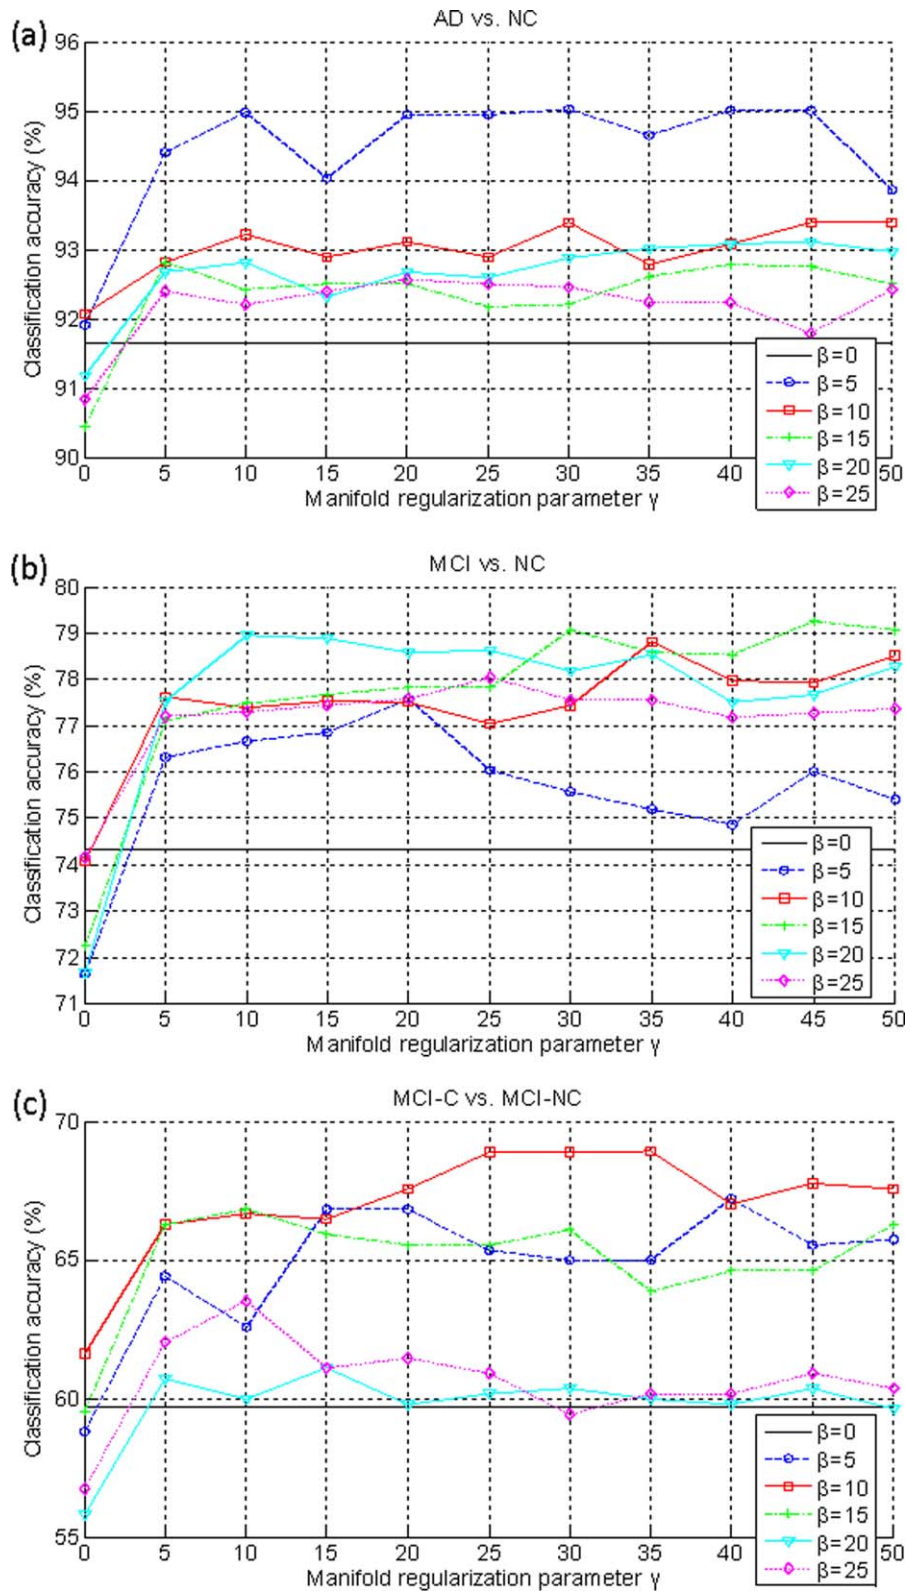 (a)
AD vs. NC
Classification accuracy (%)
96
95
94
93
92
91
90
0 5 10 15 20 25 30 35 40 50
Manifold regularization parameter γ
β=0
β=5
β=10
β=15
β=20
β=25
(b)
MCI vs. NC
Classification accuracy (%)
80
79
78
77
76
75
74
73
72
71
0 5 10 15 20 25 30 35 40 45 50
Manifold regularization parameter γ
β=0
β=5
β=10
β=15
β=20
β=25
(c)
MCI-C vs. MCI-NC
Classification accuracy (%)
70
65
60
55
0 5 10 15 20 25 30 35 40 50
Manifold regularization parameter γ
β=0
β=5
β=10
β=15
β=20
β=25